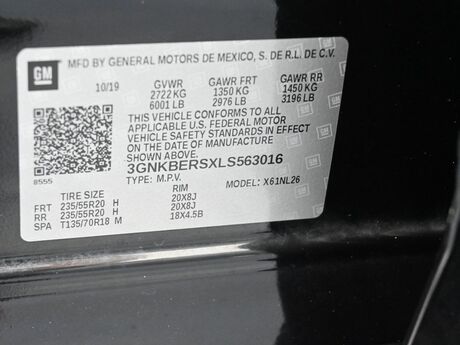 GM
MFD BY GENERAL MOTORS DE MEXICO, S. DE R.L. DE C.V.
10/19 GVWR GAWR FRT GAWR RR
2722 KG 1350 KG 1450 KG
6001 LB 2976 LB 3196 LB
THIS VEHICLE CONFORMS TO ALL
APPLICABLE U.S. FEDERAL MOTOR
VEHICLE SAFETY STANDARDS IN EFFECT
ON THE DATE OF MANUFACTURE
SHOWN ABOVE
3GNKBERSXLS563016
8555 TYPE: M.P.V. MODEL: X61NL26
TIRE SIZE RIM
FRT 235/55R20 H 20X8J
RR 235/55R20 H 20X8J
SPA T135/70R18 M 18X4.5B